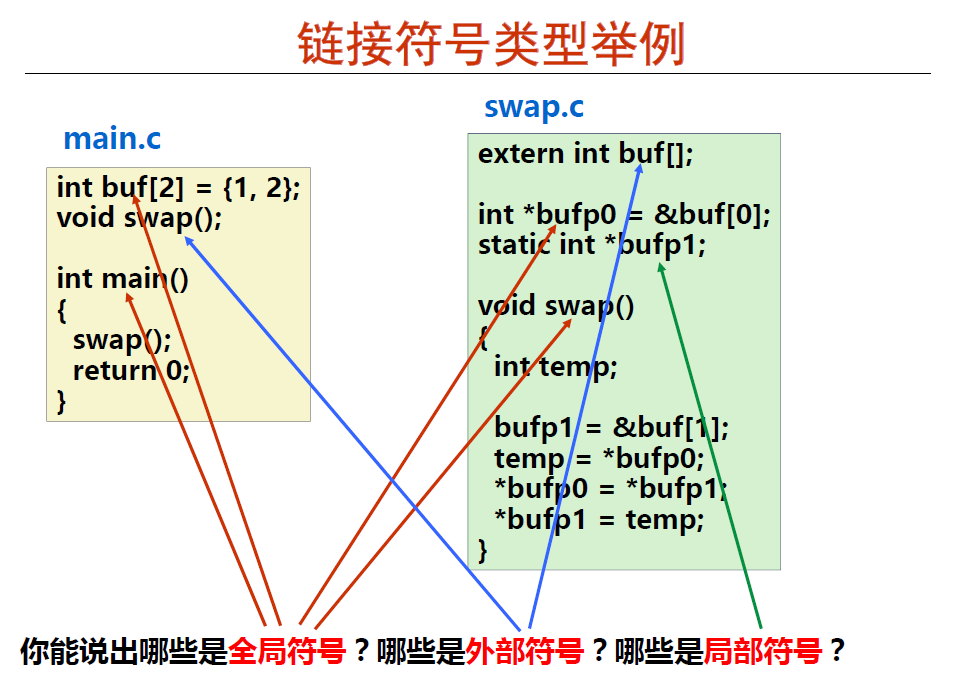 链接符号类型举例
main.c
int buf[2] = {1, 2};
void swap();
int main()
{
swap();
return 0;
}
swap.c
extern int buf[];
int *bufp0 = &buf[0];
static int *bufp1;
void swap()
{
int temp;
bufp1 = &buf[1];
temp = *bufp0;
*bufp0 = *bufp1;
*bufp1 = temp;
}
你能说出哪些是全局符号？哪些是外部符号？哪些是局部符号？